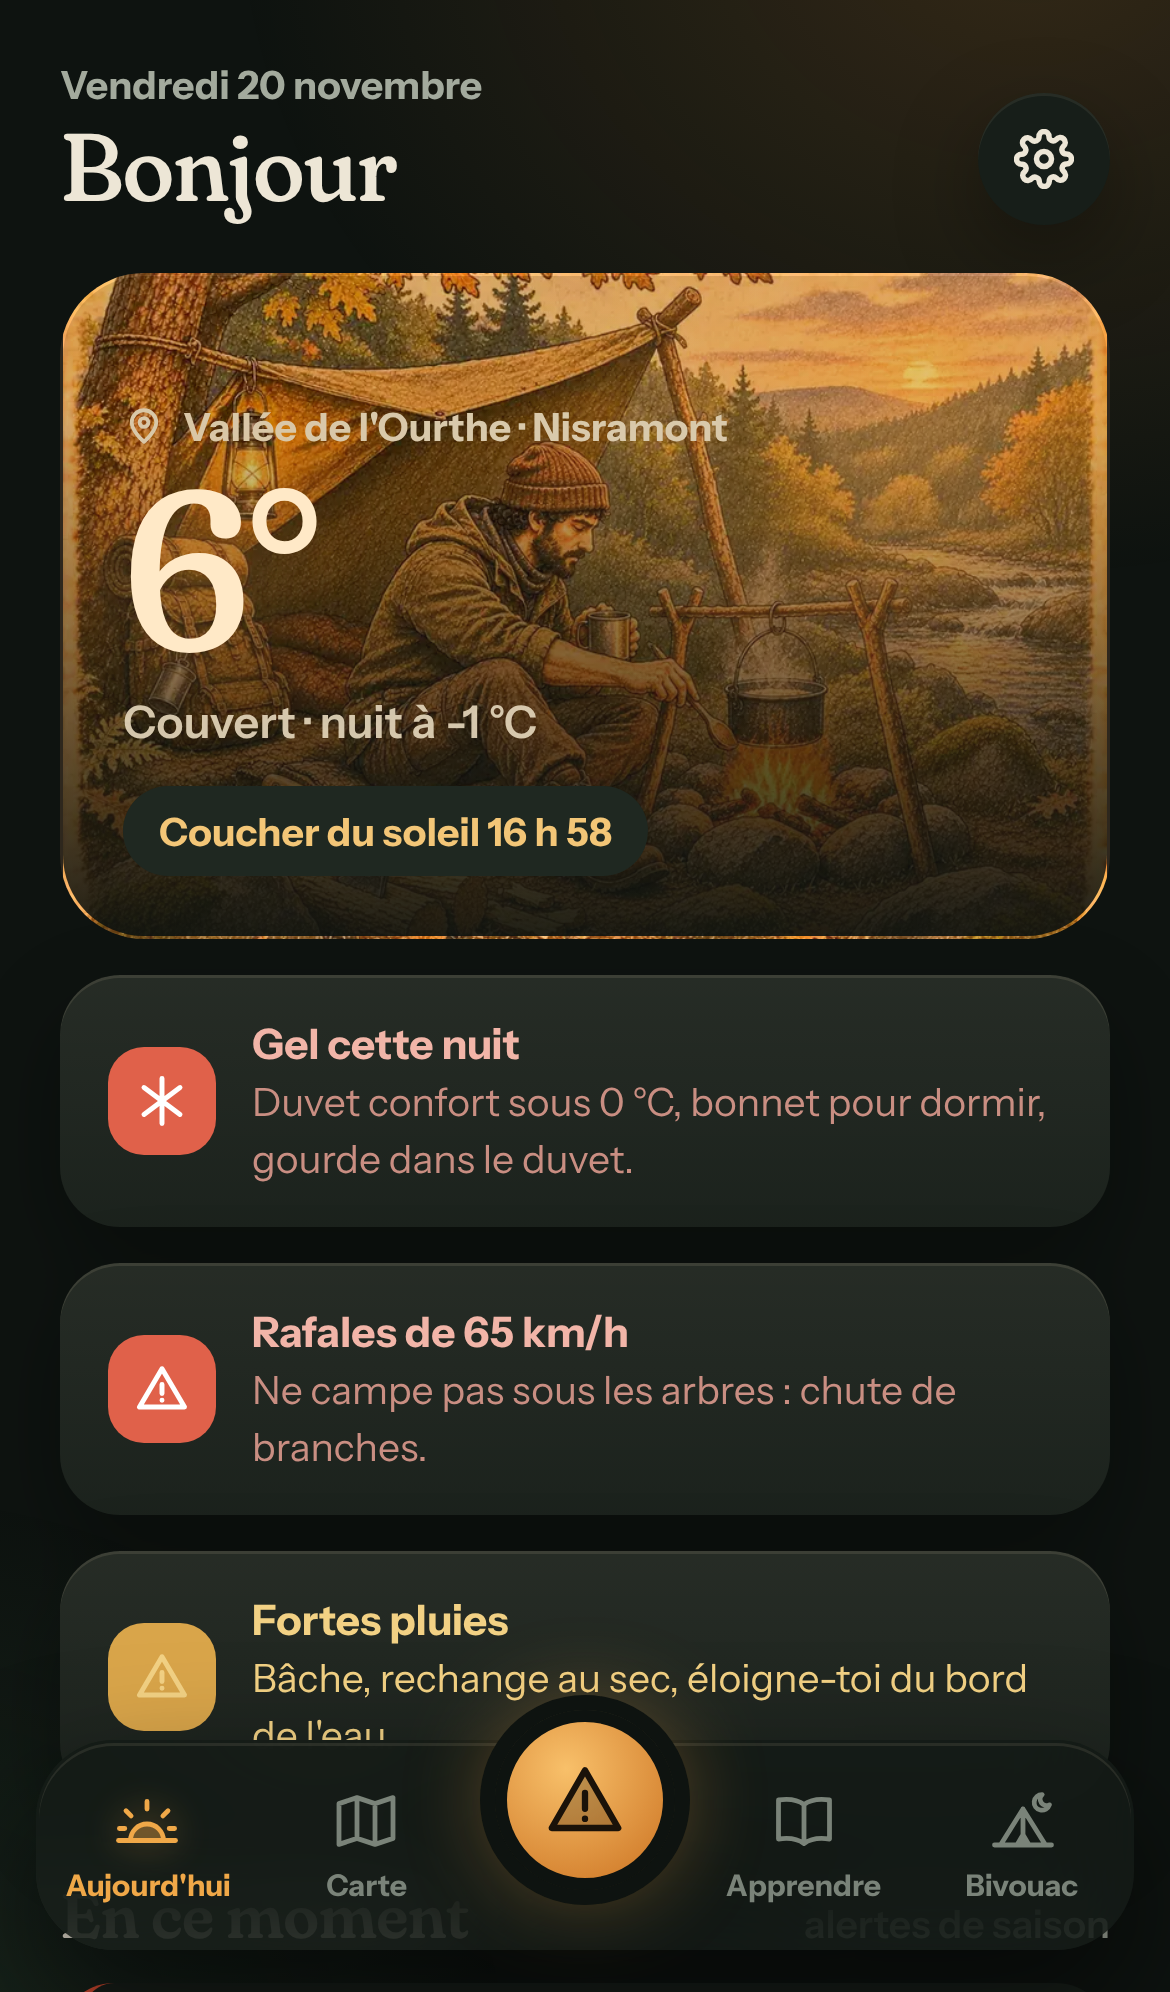 Vendredi 20 novembre
Bonjour
Vallée de l'Ourthe · Nisramont
6°
Couvert · nuit à -1 °C
Coucher du soleil 16 h 58
Gel cette nuit
Duvet confort sous 0 °C, bonnet pour dormir,
gourde dans le duvet.
Rafales de 65 km/h
Ne campe pas sous les arbres : chute de
branches.
Fortes pluies
Bâche, rechange au sec, éloigne-toi du bord
de l'eau
Aujourd'hui
Carte
Apprendre
Bivouac
En ce moment
alertes de saison